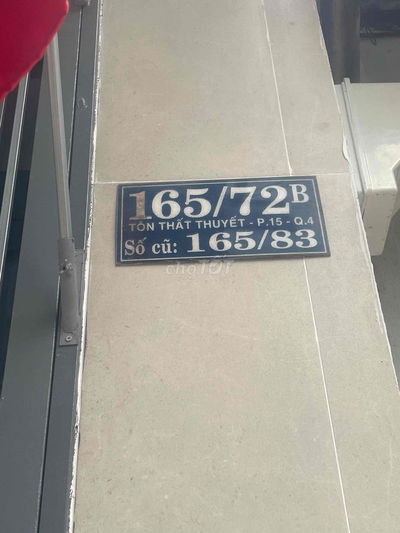 165/72B
TÔN THẤT THUYẾT - P.15 - Q.4
Số cũ: 165/83
chợTỐT